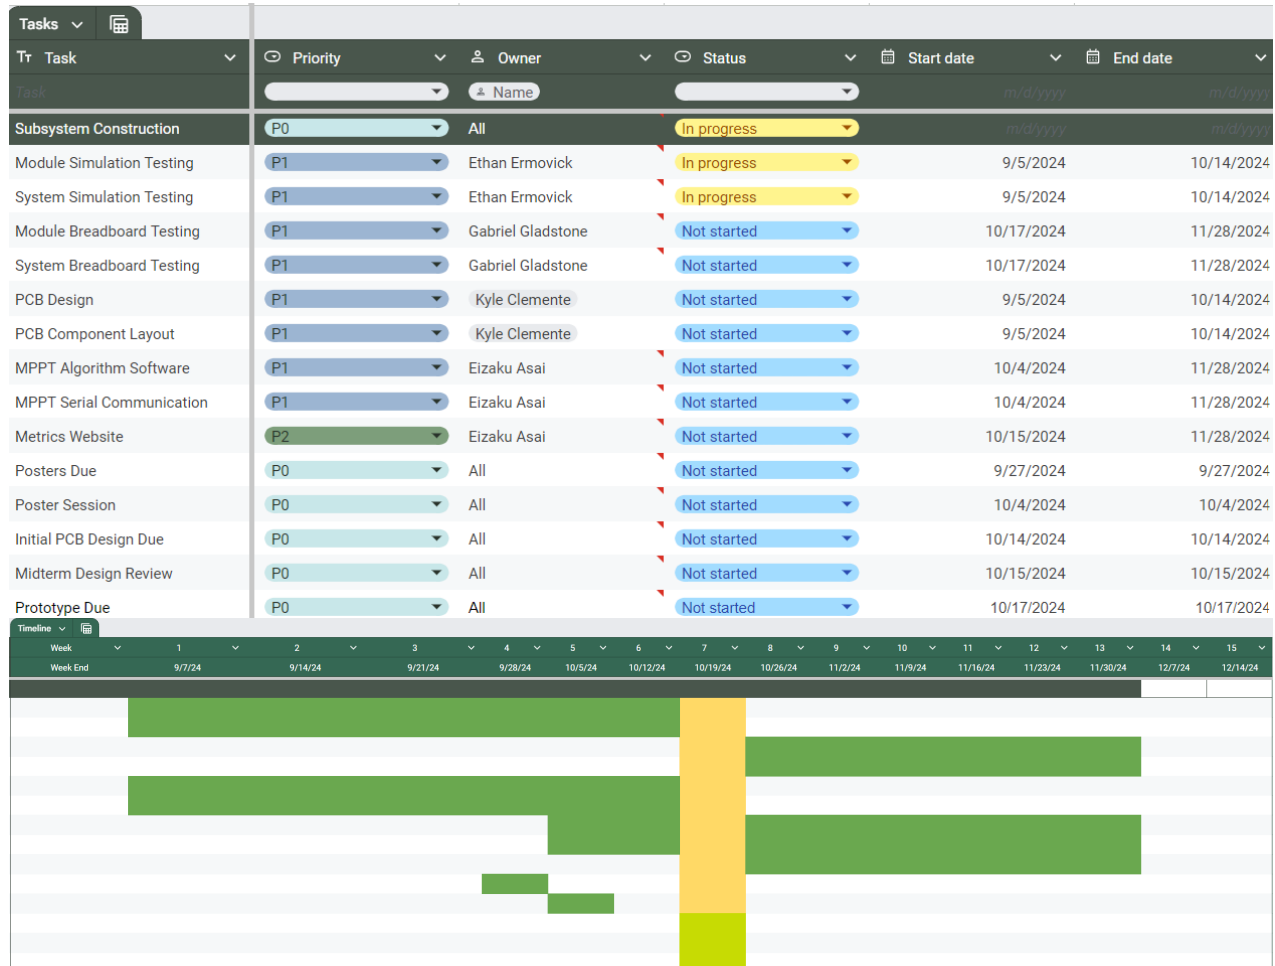 Tasks
Task Priority Owner Status Start date End date
Task Name m/d/yyyy m/d/yyyy
Subsystem Construction P0 All In progress m/d/yyyy m/d/yyyy
Module Simulation Testing P1 Ethan Ermovick In progress 9/5/2024 10/14/2024
System Simulation Testing P1 Ethan Ermovick In progress 9/5/2024 10/14/2024
Module Breadboard Testing P1 Gabriel Gladstone Not started 10/17/2024 11/28/2024
System Breadboard Testing P1 Gabriel Gladstone Not started 10/17/2024 11/28/2024
PCB Design P1 Kyle Clemente Not started 9/5/2024 10/14/2024
PCB Component Layout P1 Kyle Clemente Not started 9/5/2024 10/14/2024
MPPT Algorithm Software P1 Eizaku Asai Not started 10/4/2024 11/28/2024
MPPT Serial Communication P1 Eizaku Asai Not started 10/4/2024 11/28/2024
Metrics Website P2 Eizaku Asai Not started 10/15/2024 11/28/2024
Posters Due P0 All Not started 9/27/2024 9/27/2024
Poster Session P0 All Not started 10/4/2024 10/4/2024
Initial PCB Design Due P0 All Not started 10/14/2024 10/14/2024
Midterm Design Review P0 All Not started 10/15/2024 10/15/2024
Prototype Due P0 All Not started 10/17/2024 10/17/2024
Timeline
Week 1 2 3 4 5 6 7 8 9 10 11 12 13 14 15
Week End 9/7/24 9/14/24 9/21/24 9/28/24 10/5/24 10/12/24 10/19/24 10/26/24 11/2/24 11/9/24 11/16/24 11/23/24 11/30/24 12/7/24 12/14/24